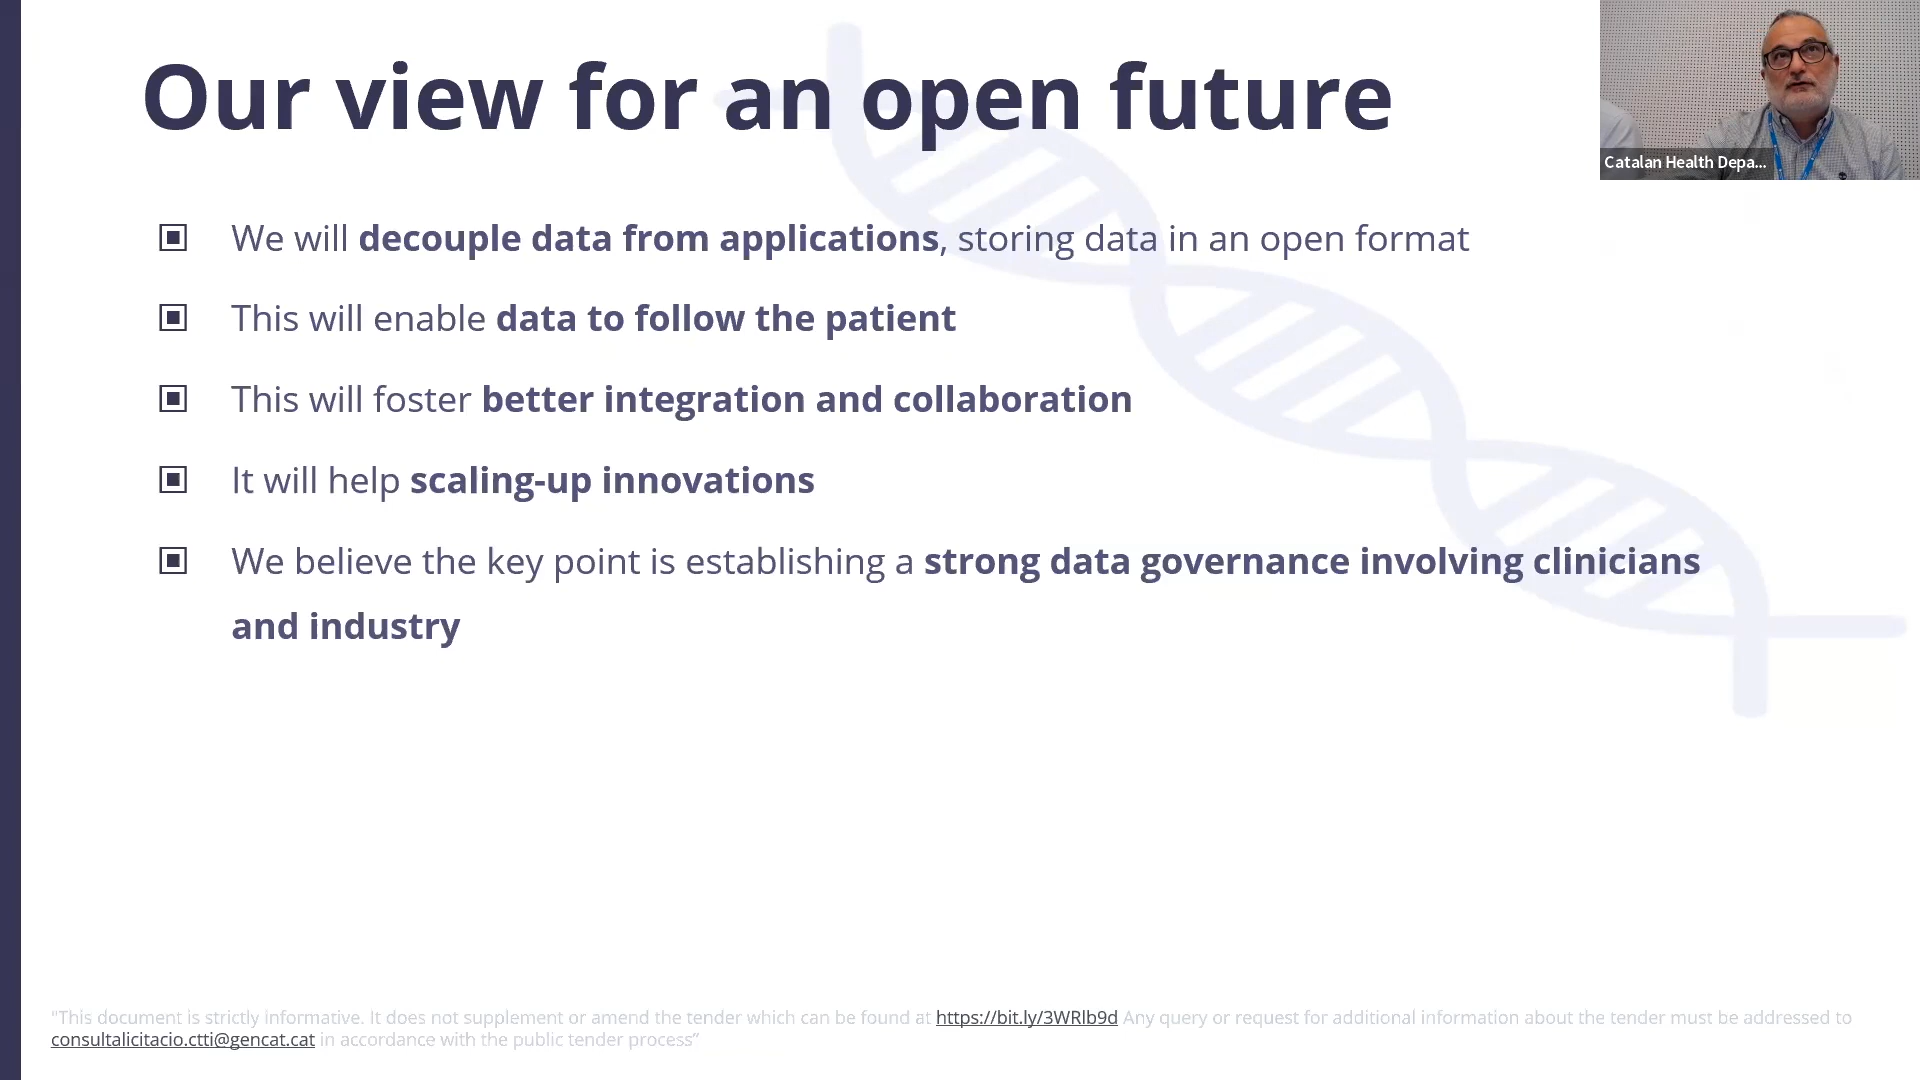 Our view for an open future
Catalan Health Depa...
We will decouple data from applications, storing data in an open format
This will enable data to follow the patient
This will foster better integration and collaboration
It will help scaling-up innovations
We believe the key point is establishing a strong data governance involving clinicians
and industry
"This document is strictly informative. It does not supplement or amend the tender which can be found at https://bit.ly/3WRlb9d Any query or request for additional information about the tender must be addressed to
consultalicitacio.ctti@gencat.cat in accordance with the public tender process"